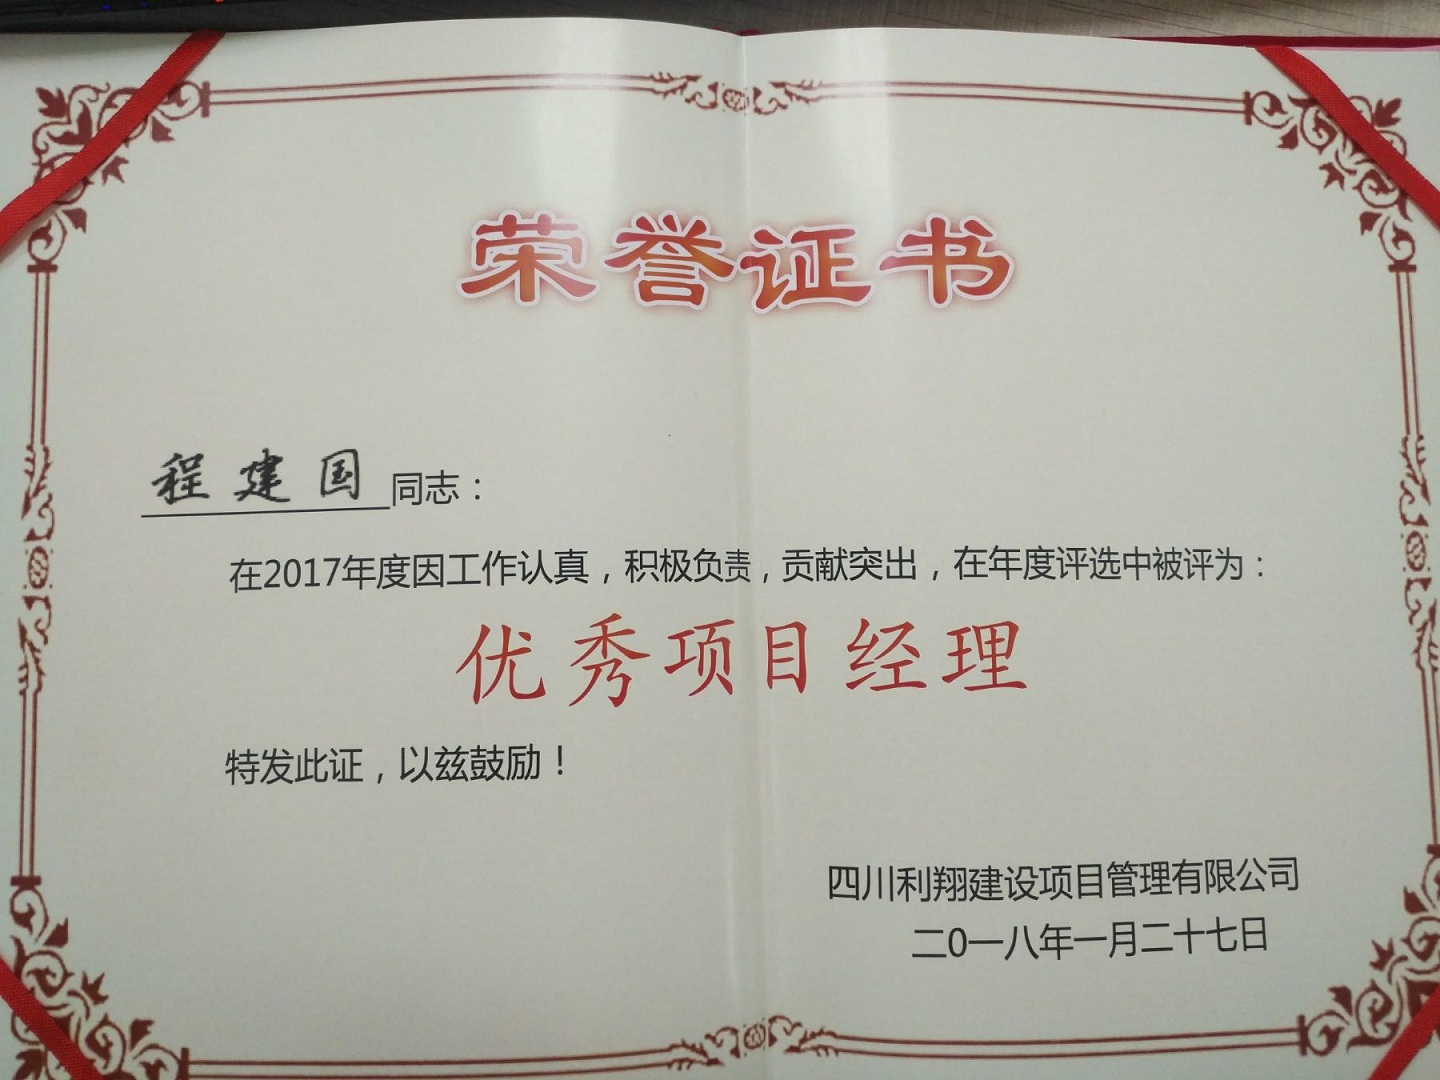 荣誉证书
程建国同志：
在2017年度因工作认真，积极负责，贡献突出，在年度评选中被评为：
优秀项目经理
特发此证，以兹鼓励！
四川利翔建设项目管理有限公司
二0一八年一月二十七日